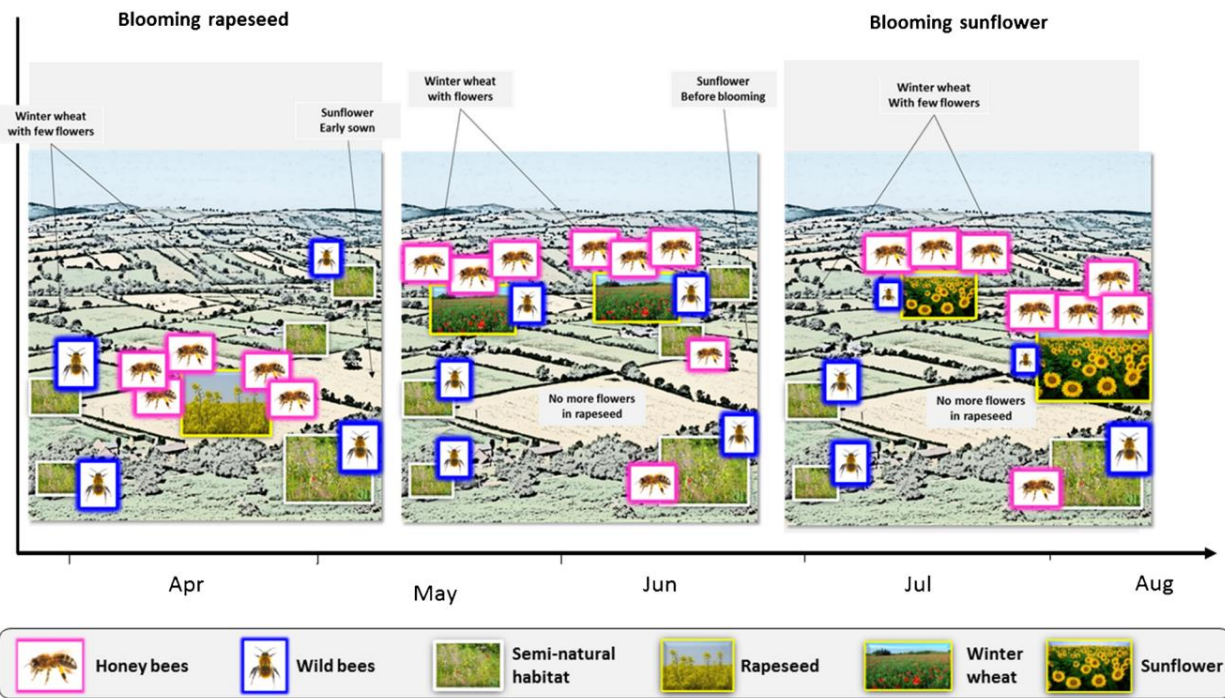 Blooming rapeseed
Blooming sunflower
Winter wheat
with few flowers
Sunflower
Early sown
Winter wheat
with flowers
Sunflower
Before blooming
Winter wheat
With few flowers
No more flowers
in rapeseed
No more flowers
in rapeseed
Apr
May
Jun
Jul
Aug
Honey bees
Wild bees
Semi-natural
habitat
Rapeseed
Winter
wheat
Sunflower